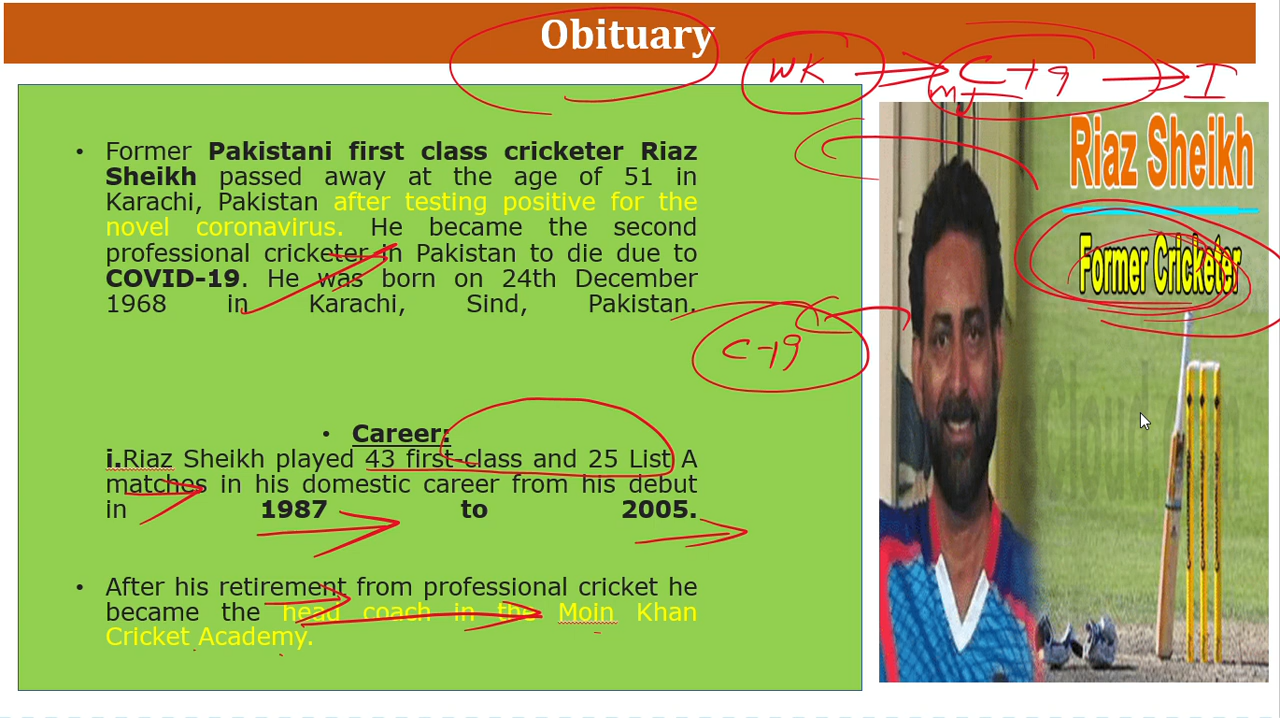 Obituary
WK → C+19 → I
Riaz Sheikh
Former Cricketer
• Former Pakistani first class cricketer Riaz
Sheikh passed away at the age of 51 in
Karachi, Pakistan after testing positive for the
novel coronavirus. He became the second
professional cricketer in Pakistan to die due to
COVID-19. He was born on 24th December
1968 in Karachi, Sind, Pakistan.
C-19
• Career:
i.Riaz Sheikh played 43 first-class and 25 List A
matches in his domestic career from his debut
in 1987 to 2005.
• After his retirement from professional cricket he
became the head coach in the Moin Khan
Cricket Academy.